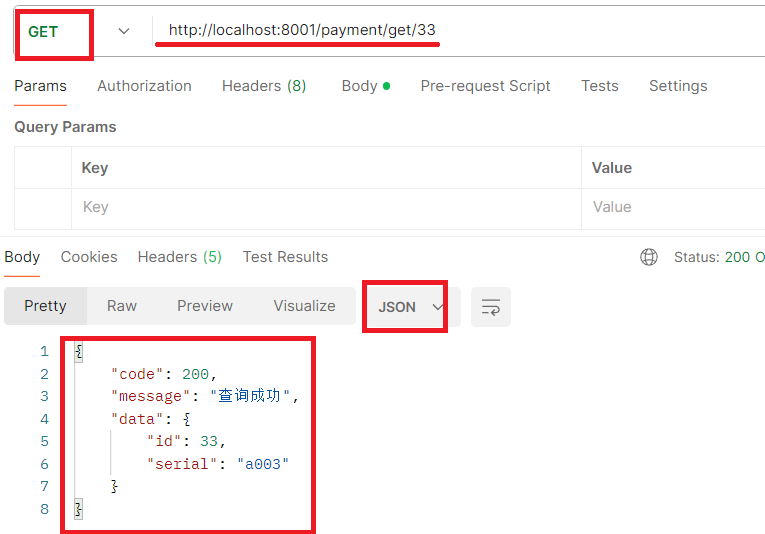 GET http://localhost:8001/payment/get/33
Params Authorization Headers (8) Body Pre-request Script Tests Settings
Query Params
Key Value
Key Value
Body Cookies Headers (5) Test Results Status: 200 O
Pretty Raw Preview Visualize JSON
1 {
2 "code": 200,
3 "message": "查询成功",
4 "data": {
5 "id": 33,
6 "serial": "a003"
7 }
8 }